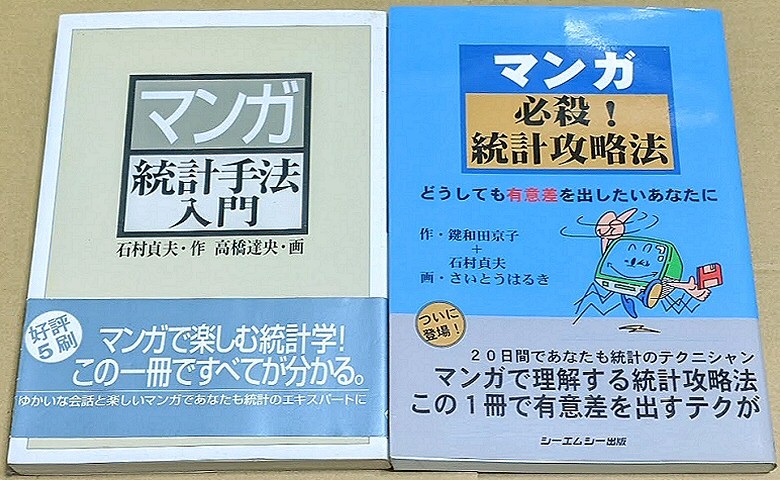 マンガ
統計手法
入門
石村貞夫・作 高橋達央・画
好評
5刷
マンガで楽しむ統計学!
この一冊ですべてが分かる。
ゆかいな会話と楽しいマンガであなたも統計のエキスパートに
マンガ
必殺!
統計攻略法
どうしても有意差を出したいあなたに
作・鍵和田京子
+
石村貞夫
画・さいとうはるき
ついに
登場!
20日間であなたも統計のテクニシャン
マンガで理解する統計攻略法
この1冊で有意差を出すテクが
シーエムシー出版